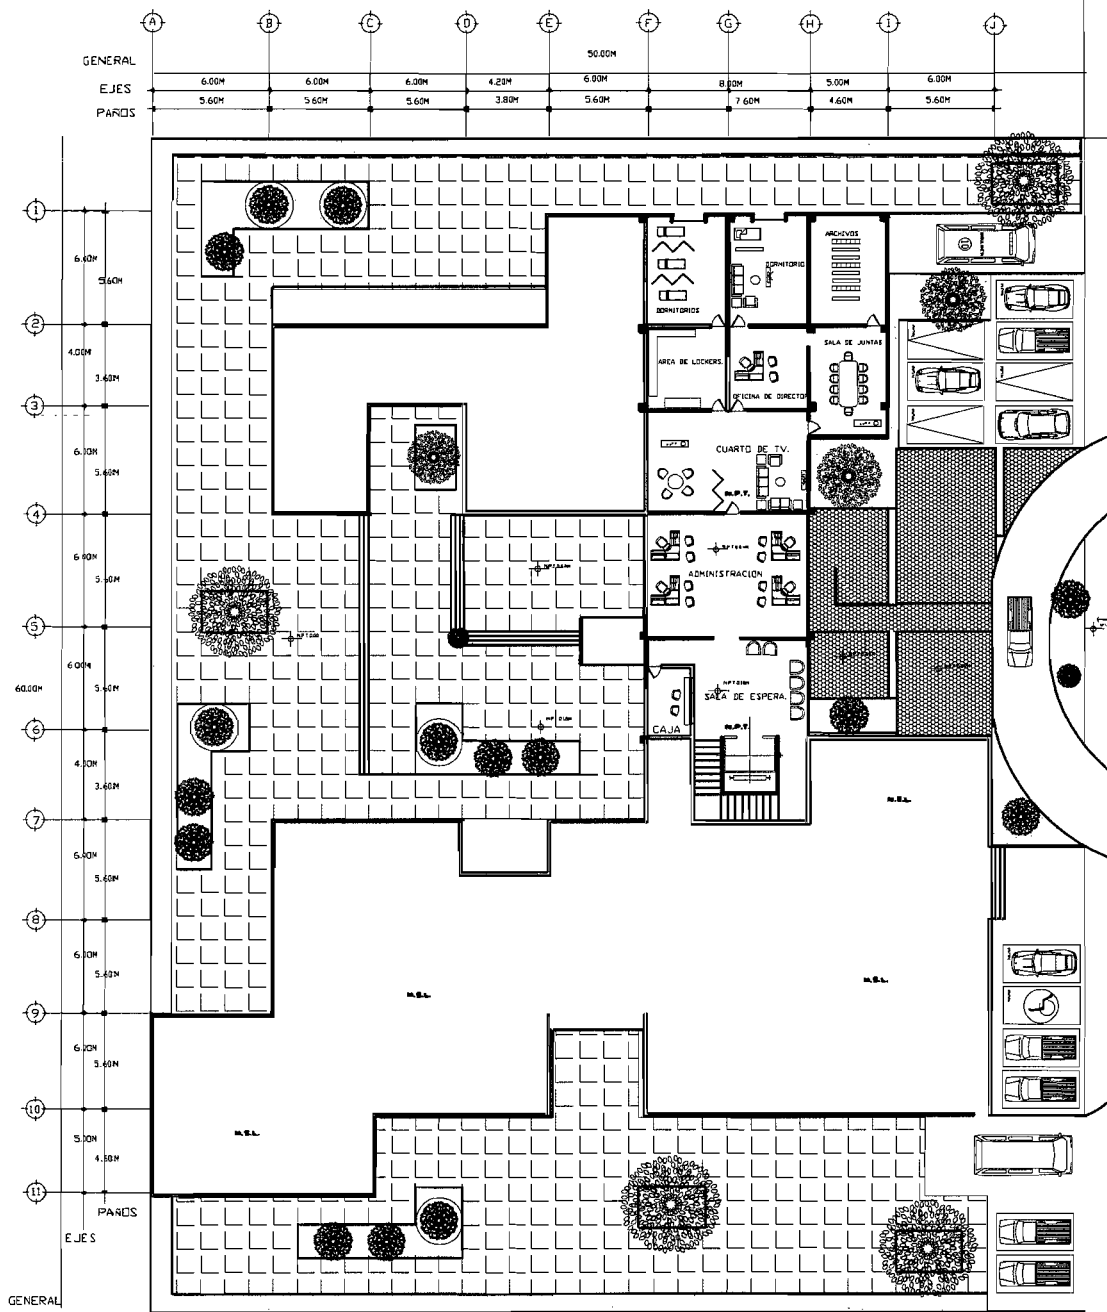 A B C D E F G H I J
GENERAL 50.00M
EJES 6.00M 6.00M 6.00M 4.20M 6.00M 8.00M 5.00M 6.00M
PAÑOS 5.60M 5.60M 5.60M 3.80M 5.60M 7.60M 4.60M 5.60M
1
6.00M
5.60M
ARCHIVOS
DORMITORIO
DORMITORIOS
2
4.00M
3.60M
SALA DE JUNTAS
AREA DE LOCKERS.
OFICINA DE DIRECTOR
3
6.00M
5.60M
CUARTO DE TV.
N.P.T.
4
6.00M
5.60M
ADMINISTRACION
5
6.00M
60.00M
5.60M
SALA DE ESPERA.
6
CAJA
N.P.T.
4.00M
3.60M
M.S.L.
7
6.00M
5.60M
8
6.00M
5.60M
M.S.L.
M.S.L.
9
6.00M
5.60M
10
5.00M
4.60M
M.S.L.
11
PAÑOS
EJES
GENERAL